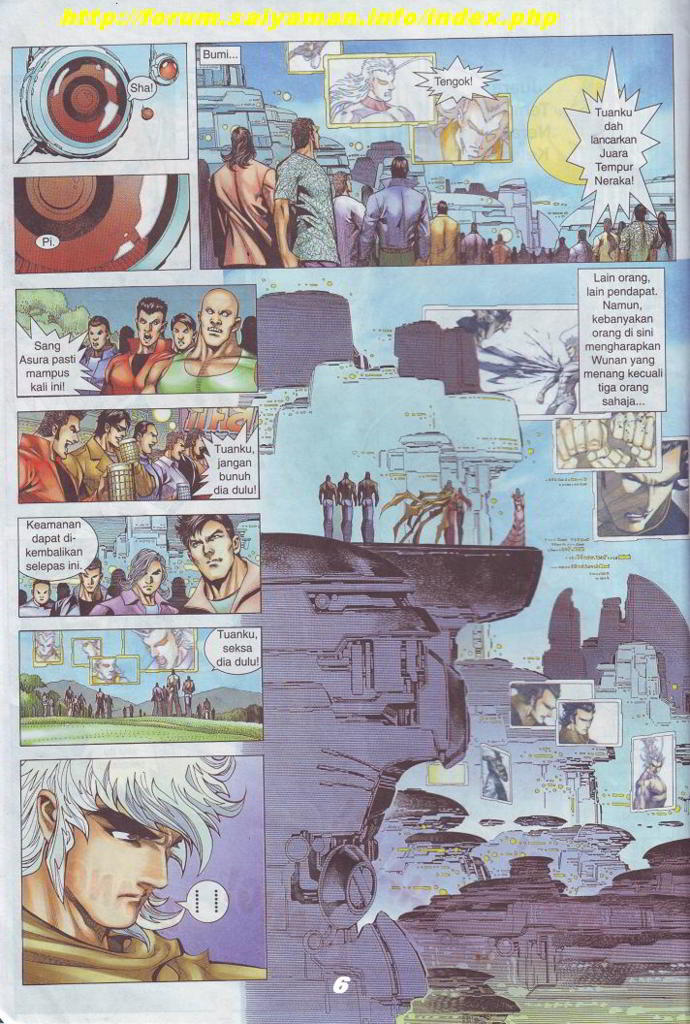 http://forum.saiyaman.info/index.php
Sha!
Pi.
Bumi...
Tengok!
Tuanku
dah
lancarkan
Juara
Tempur
Neraka!
Sang
Asura pasti
mampus
kali ini!
Lain orang,
lain pendapat.
Namun,
kebanyakan
orang di sini
mengharapkan
Wunan yang
menang kecuali
tiga orang
sahaja...
Tuanku,
jangan
bunuh
dia dulu!
Keamanan
dapat di-
kembalikan
selepas ini.
Tuanku,
seksa
dia dulu!
!!
6